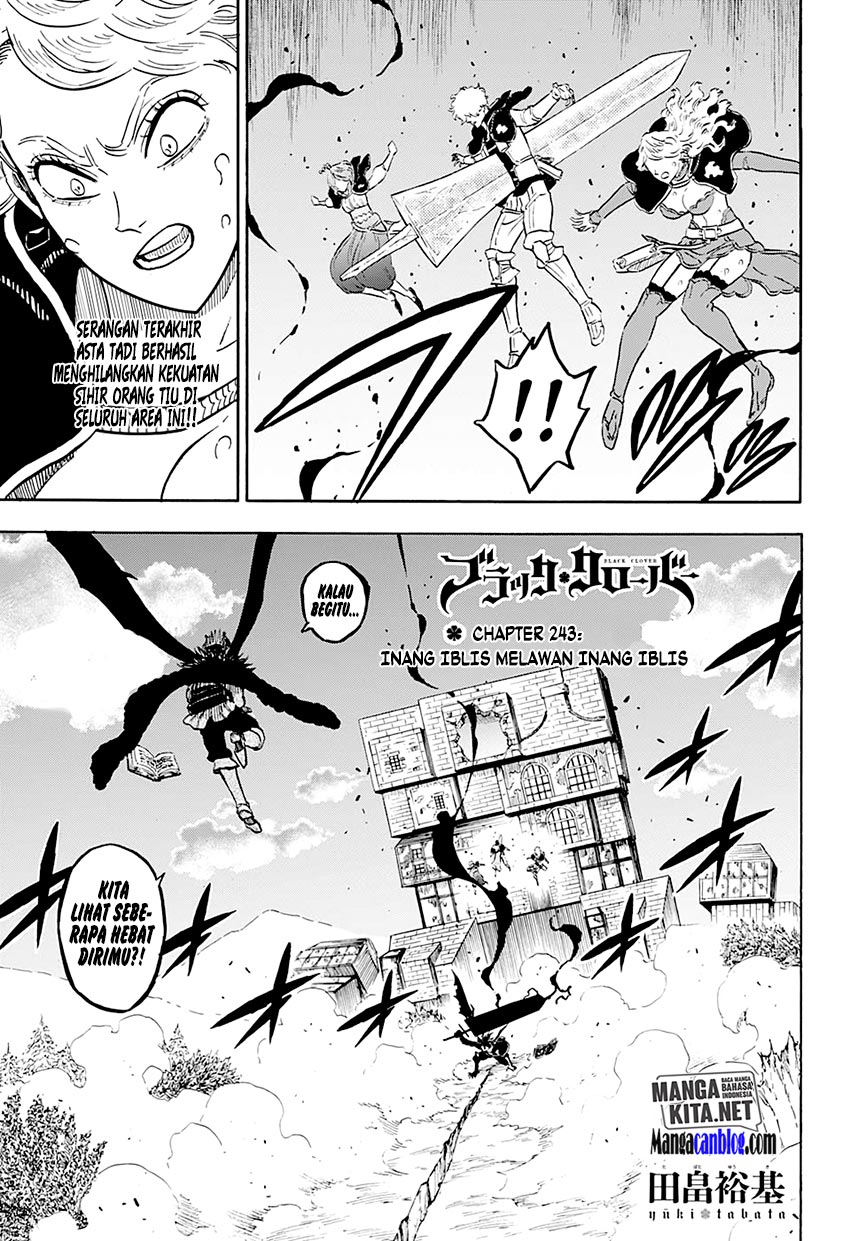 !!
SERANGAN TERAKHIR
ASTA TADI BERHASIL
MENGHILANGKAN KEKUATAN
SIHIR ORANG TIU DI
SELURUH AREA INI!!
BLACK CLOVER
ブラッククローバー
CHAPTER 243:
INANG IBLIS MELAWAN INANG IBLIS
KALAU
BEGITU...
KITA
LIHAT SEBE-
RAPA HEBAT
DIRIMU?!
MANGA
KITA.NET
BACA MANGA
BAHASA
INDONESIA
Mangacanblog.com
田畠裕基
yūki tabata